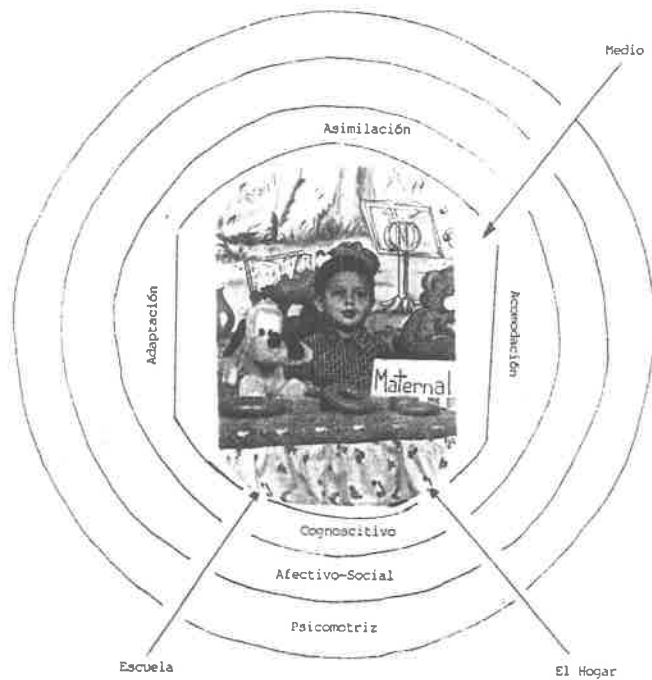 Medio
Asimilación
Adaptación
Acomodación
Maternal
Cognoscitivo
Afectivo-Social
Psicomotriz
Escuela
El Hogar